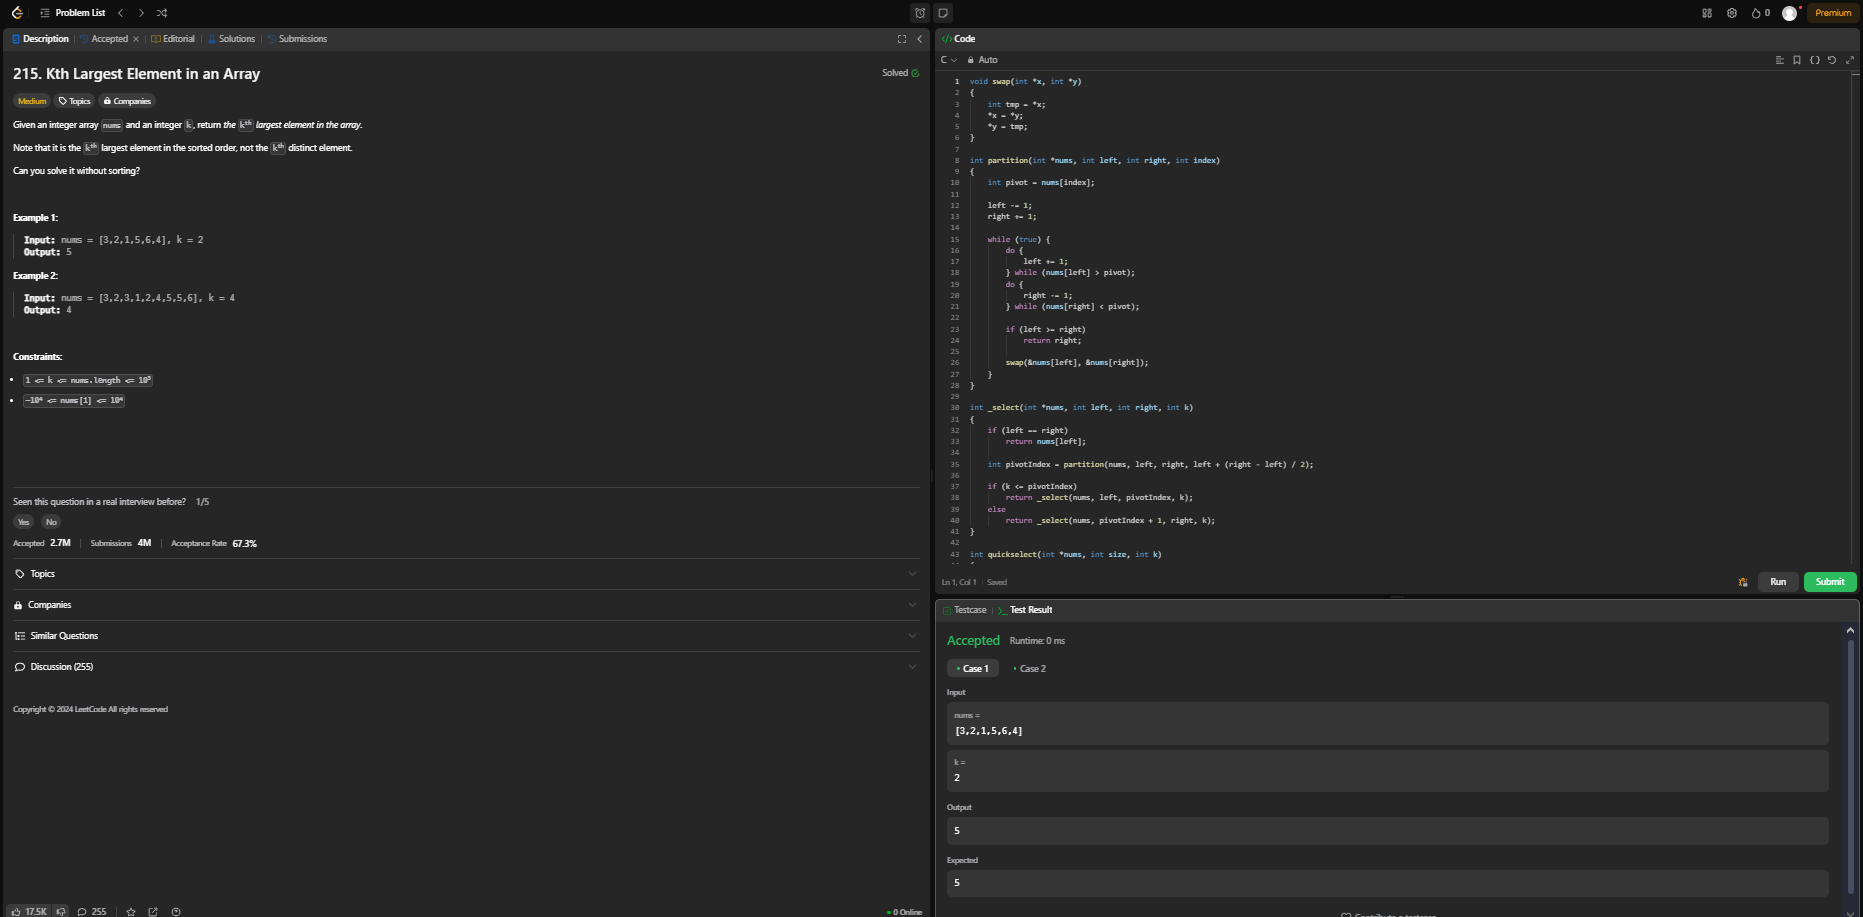 Problem List
Premium
0
Description
Accepted
Editorial
Solutions
Submissions
215. Kth Largest Element in an Array
Solved
Medium
Topics
Companies
Given an integer array nums and an integer k, return the kth largest element in the array.
Note that it is the kth largest element in the sorted order, not the kth distinct element.
Can you solve it without sorting?
Example 1:
Input: nums = [3,2,1,5,6,4], k = 2
Output: 5
Example 2:
Input: nums = [3,2,3,1,2,4,5,5,6], k = 4
Output: 4
Constraints:
1 <= k <= nums.length <= 10⁵
-10⁴ <= nums[i] <= 10⁴
Seen this question in a real interview before? 1/5
Yes No
Accepted 2.7M | Submissions 4M | Acceptance Rate 67.3%
Topics
Companies
Similar Questions
Discussion (255)
Copyright © 2024 LeetCode All rights reserved
17.5K 255
0 Online
</> Code
C Auto
1 void swap(int *x, int *y)
2 {
3 int tmp = *x;
4 *x = *y;
5 *y = tmp;
6 }
7
8 int partition(int *nums, int left, int right, int index)
9 {
10 int pivot = nums[index];
11
12 left -= 1;
13 right += 1;
14
15 while (true) {
16 do {
17 left += 1;
18 } while (nums[left] > pivot);
19 do {
20 right -= 1;
21 } while (nums[right] < pivot);
22
23 if (left >= right)
24 return right;
25
26 swap(&nums[left], &nums[right]);
27 }
28 }
29
30 int _select(int *nums, int left, int right, int k)
31 {
32 if (left == right)
33 return nums[left];
34
35 int pivotIndex = partition(nums, left, right, left + (right - left) / 2);
36
37 if (k <= pivotIndex)
38 return _select(nums, left, pivotIndex, k);
39 else
40 return _select(nums, pivotIndex + 1, right, k);
41 }
42
43 int quickselect(int *nums, int size, int k)
Ln 1, Col 1 | Saved
Run
Submit
Testcase
>_ Test Result
Accepted Runtime: 0 ms
Case 1
Case 2
Input
nums =
[3,2,1,5,6,4]
k =
2
Output
5
Expected
5
Contribute a testcase